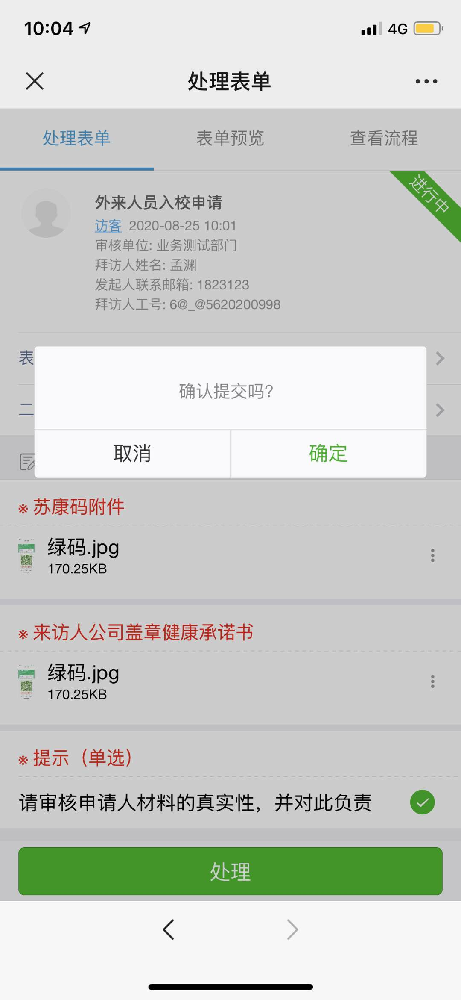 10:04
4G
处理表单
处理表单
表单预览
查看流程
进行中
外来人员入校申请
访客 2020-08-25 10:01
审核单位: 业务测试部门
拜访人姓名: 孟渊
发起人联系邮箱: 1823123
拜访人工号: 6@_@5620200998
表
二
确认提交吗?
取消
确定
※ 苏康码附件
绿码.jpg
170.25KB
※ 来访人公司盖章健康承诺书
绿码.jpg
170.25KB
※ 提示（单选）
请审核申请人材料的真实性，并对此负责
处理